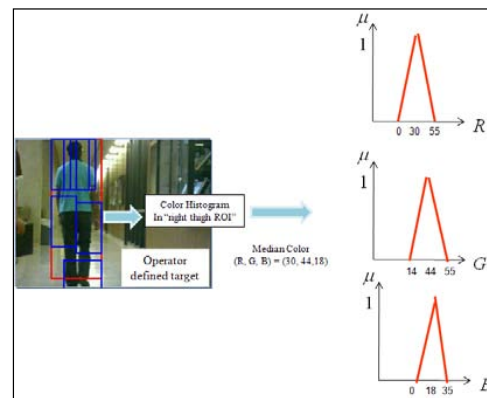 μ
1
0 30 55 R
Color Histogram
In "right thigh ROI"
Operator
defined target
Median Color
(R, G, B) = (30, 44,18)
μ
1
14 44 55 G
μ
1
0 18 35 B